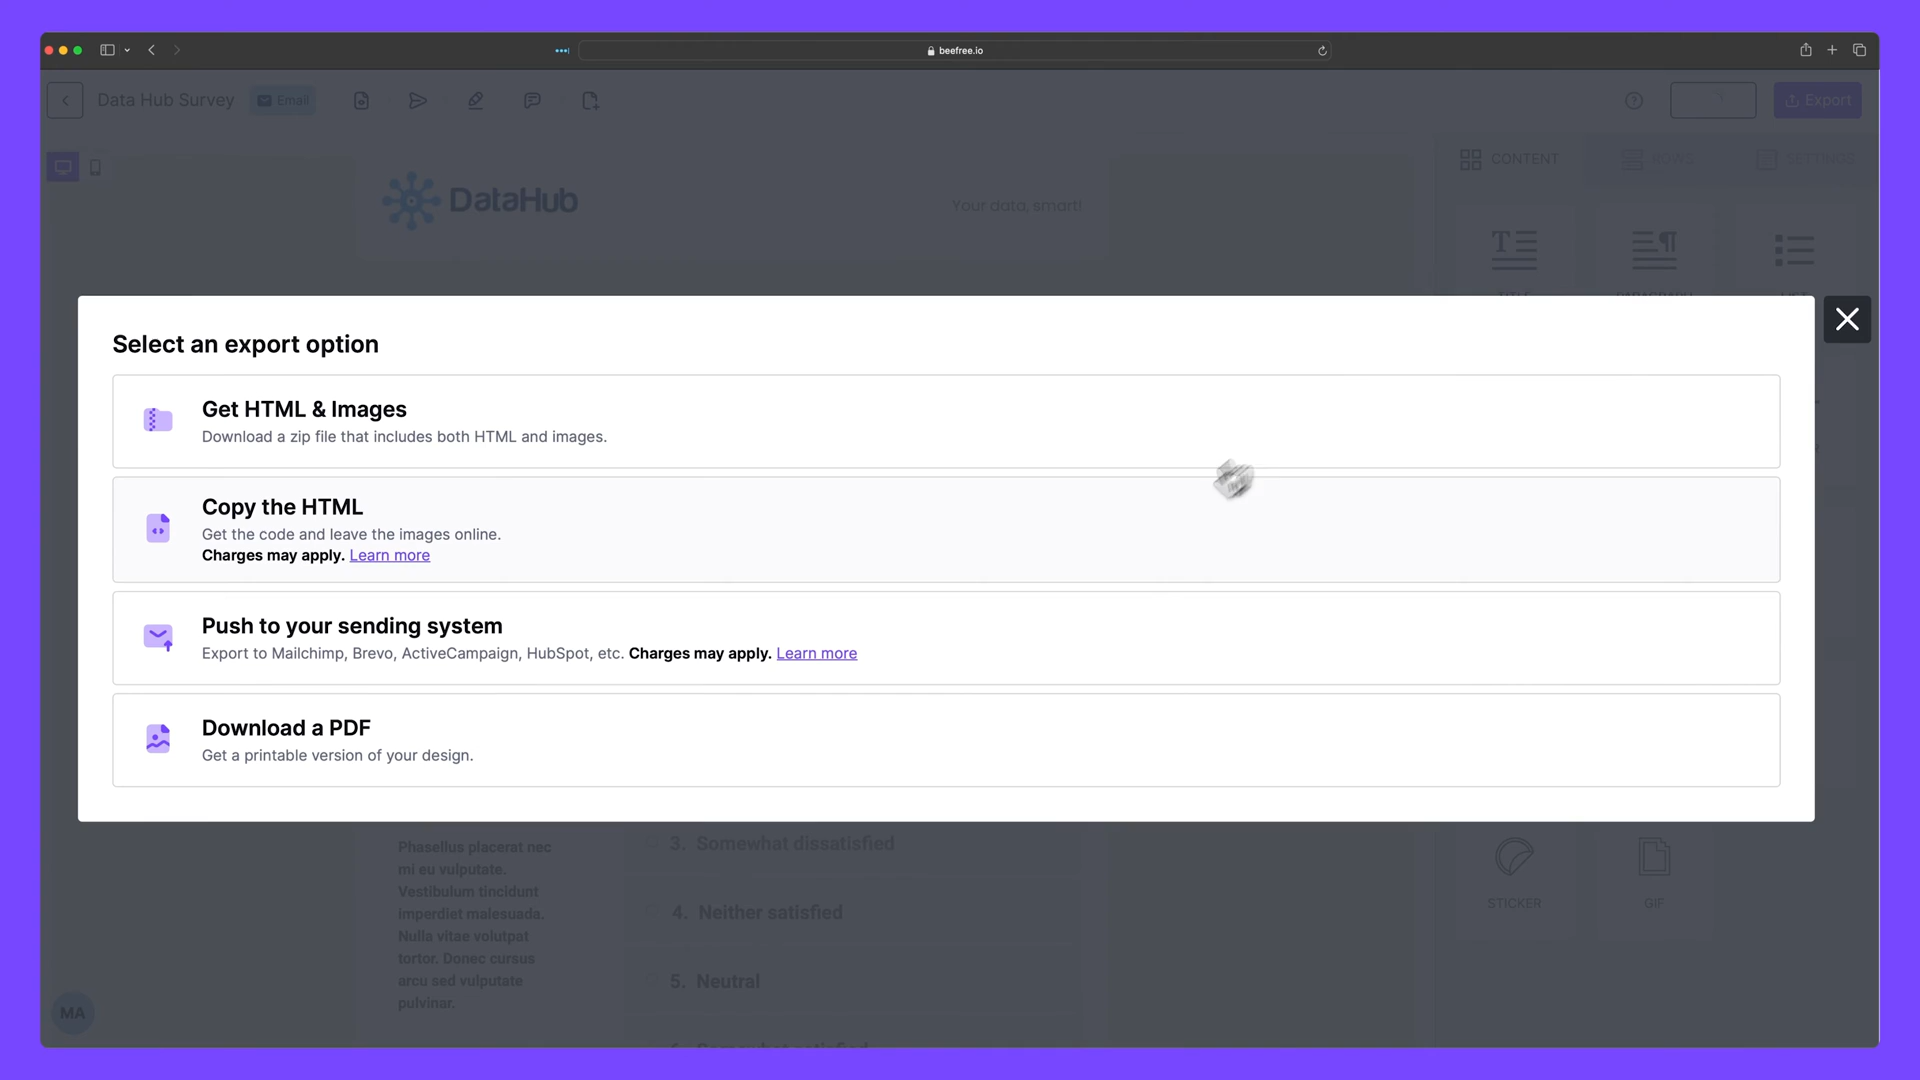 beefree.io
Data Hub Survey
Email
Export
CONTENT
ROWS
SETTINGS
DataHub
Your data, smart!
TITLE
PARAGRAPH
Select an export option
Get HTML & Images
Download a zip file that includes both HTML and images.
Copy the HTML
Get the code and leave the images online.
Charges may apply. Learn more
Push to your sending system
Export to Mailchimp, Brevo, ActiveCampaign, HubSpot, etc. Charges may apply. Learn more
Download a PDF
Get a printable version of your design.
Phasellus placerat nec
mi eu vulputate.
Vestibulum tincidunt
imperdiet malesuada.
Nulla vitae volutpat
tortor. Donec cursus
arcu sed vulputate
pulvinar.
3. Somewhat dissatisfied
4. Neither satisfied
5. Neutral
STICKER
GIF
MA